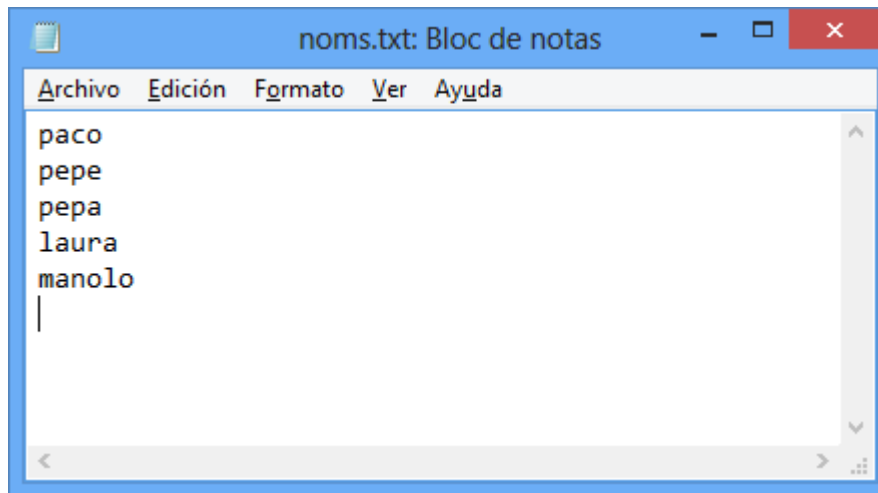 noms.txt: Bloc de notas
Archivo Edición Formato Ver Ayuda
paco
pepe
pepa
laura
manolo